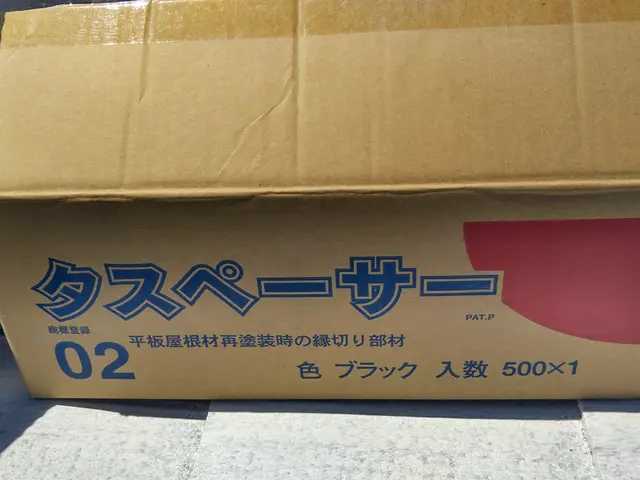 タスペーサー
PAT.P
商標登録
02
平板屋根材再塗装時の縁切り部材
色 ブラック 入数 500×1